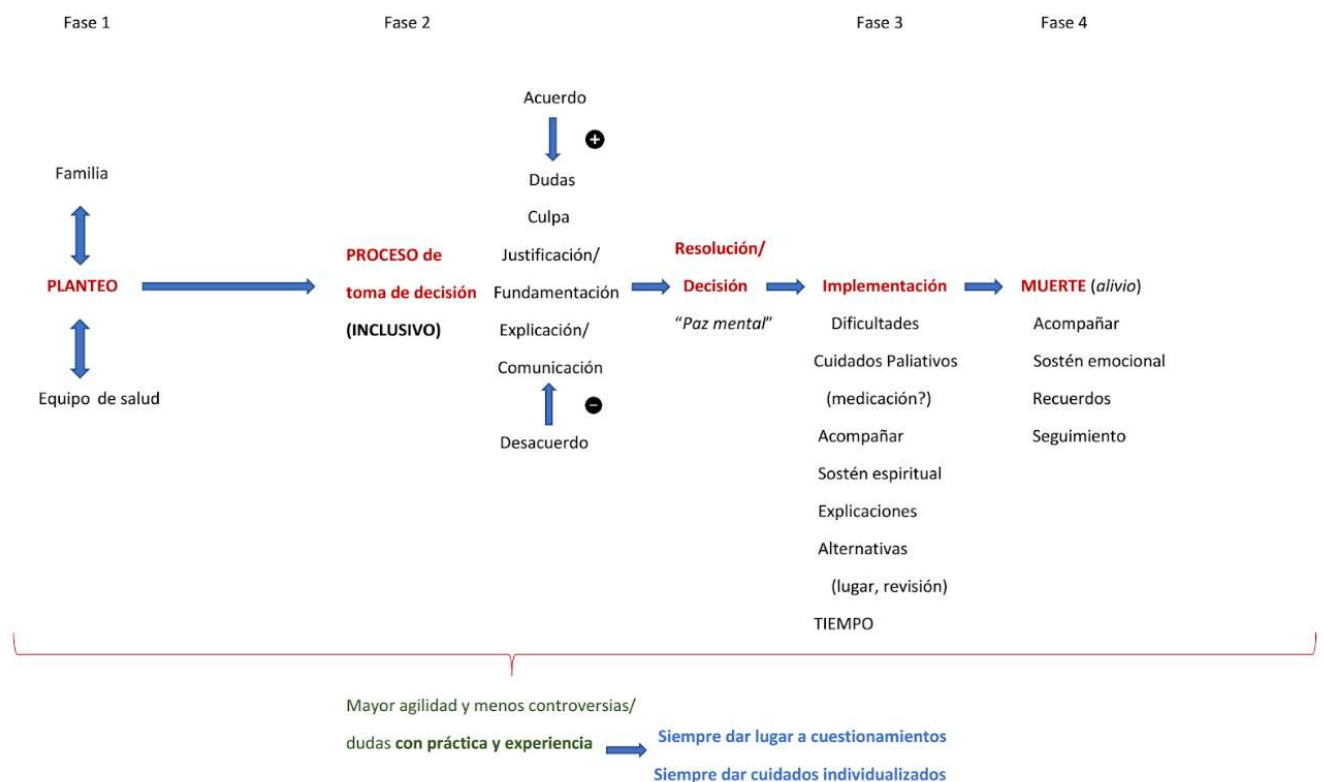 Fase 1
Fase 2
Fase 3
Fase 4
Familia
PLANTEO
Equipo de salud
PROCESO de
toma de decisión
(INCLUSIVO)
Acuerdo
+
Dudas
Culpa
Justificación/
Fundamentación
Explicación/
Comunicación
−
Desacuerdo
Resolución/
Decisión
“Paz mental”
Implementación
Dificultades
Cuidados Paliativos
(medicación?)
Acompañar
Sostén espiritual
Explicaciones
Alternativas
(lugar, revisión)
TIEMPO
MUERTE (alivio)
Acompañar
Sostén emocional
Recuerdos
Seguimiento
Mayor agilidad y menos controversias/
dudas con práctica y experiencia
Siempre dar lugar a cuestionamientos
Siempre dar cuidados individualizados